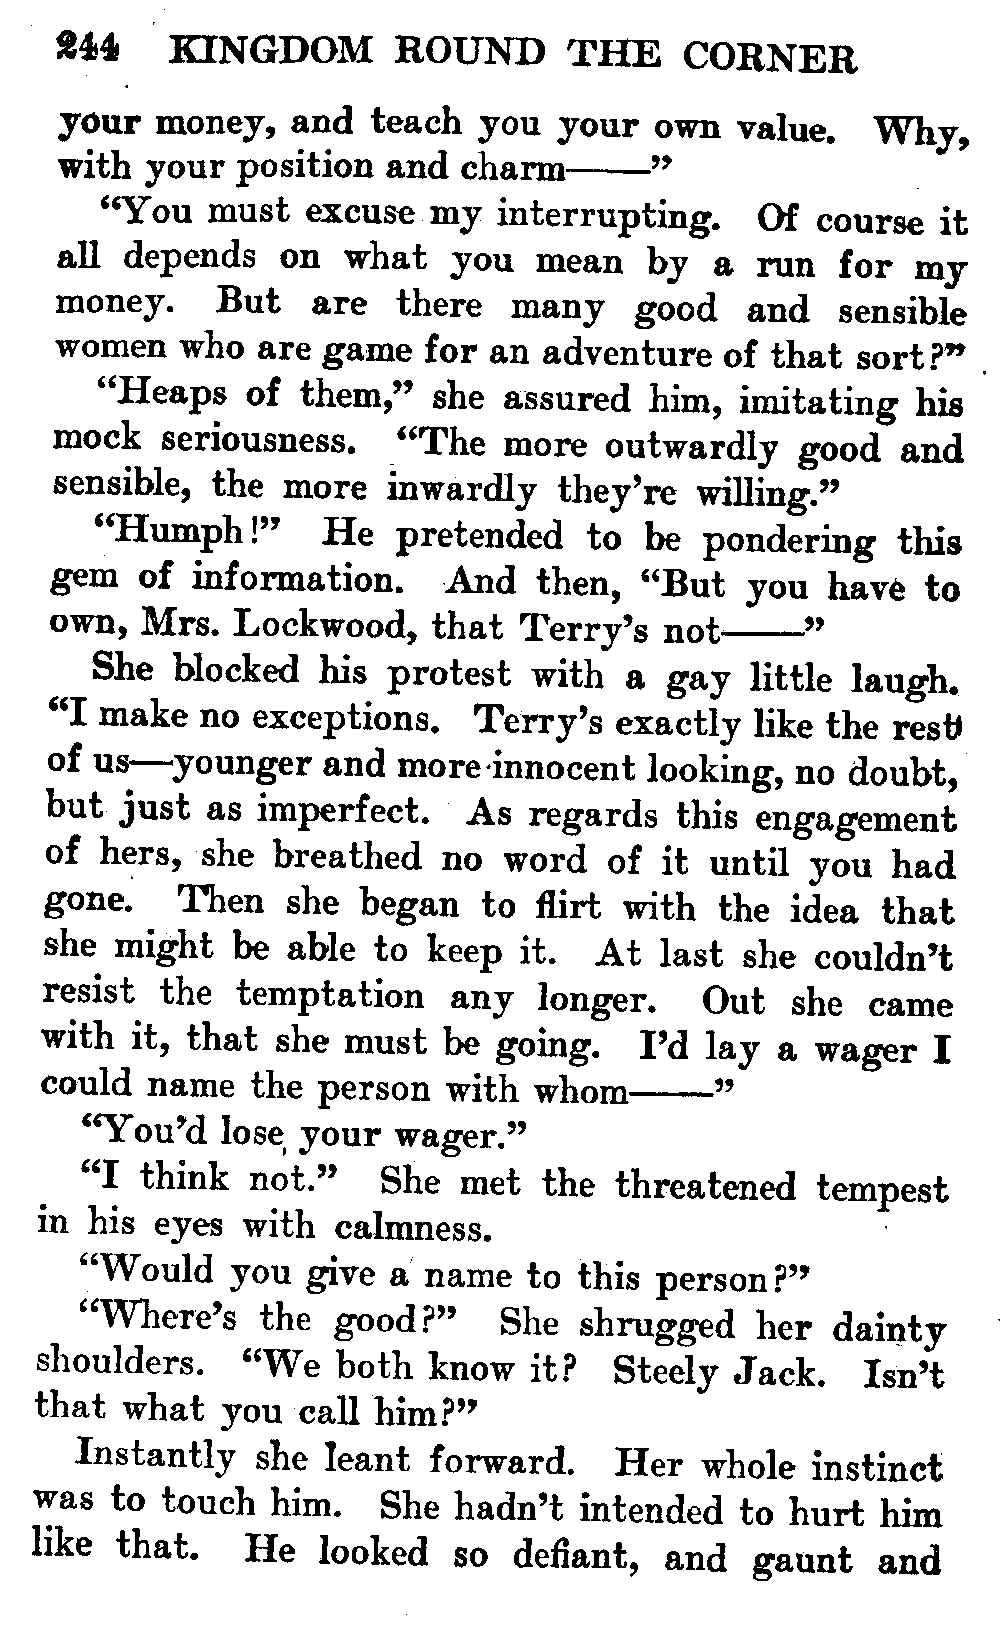 244 KINGDOM ROUND THE CORNER
your money, and teach you your own value. Why,
with your position and charm——"
"You must excuse my interrupting. Of course it
all depends on what you mean by a run for my
money. But are there many good and sensible
women who are game for an adventure of that sort?"
"Heaps of them," she assured him, imitating his
mock seriousness. "The more outwardly good and
sensible, the more inwardly they're willing."
"Humph!" He pretended to be pondering this
gem of information. And then, "But you have to
own, Mrs. Lockwood, that Terry's not——"
She blocked his protest with a gay little laugh.
"I make no exceptions. Terry's exactly like the rest
of us—younger and more innocent looking, no doubt,
but just as imperfect. As regards this engagement
of hers, she breathed no word of it until you had
gone. Then she began to flirt with the idea that
she might be able to keep it. At last she couldn't
resist the temptation any longer. Out she came
with it, that she must be going. I'd lay a wager I
could name the person with whom——"
"You'd lose your wager."
"I think not." She met the threatened tempest
in his eyes with calmness.
"Would you give a name to this person?"
"Where's the good?" She shrugged her dainty
shoulders. "We both know it? Steely Jack. Isn't
that what you call him?"
Instantly she leant forward. Her whole instinct
was to touch him. She hadn't intended to hurt him
like that. He looked so defiant, and gaunt and